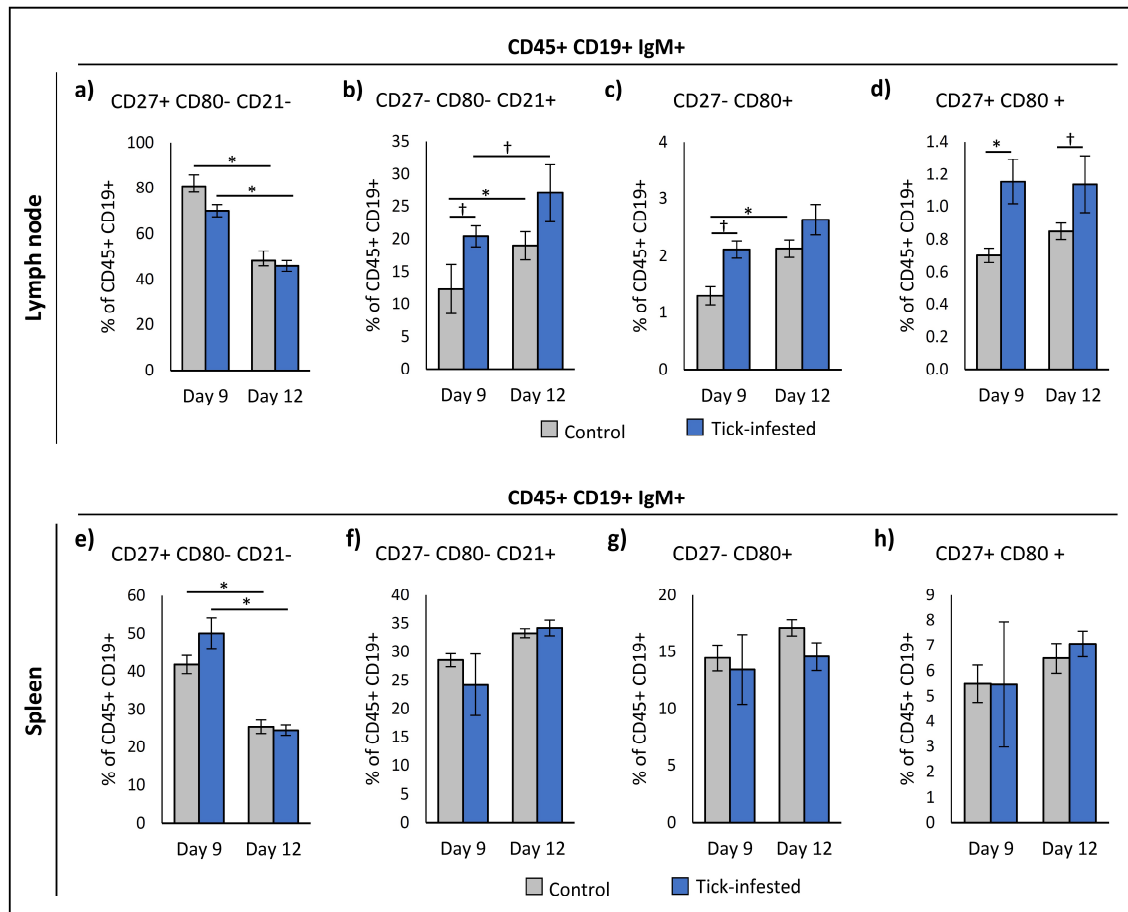 CD45+ CD19+ IgM+
Lymph node
a)
CD27+ CD80- CD21-
% of CD45+ CD19+
100
80
60
40
20
0
*
*
Day 9 Day 12
b)
CD27- CD80- CD21+
% of CD45+ CD19+
35
30
25
20
15
10
5
0
†
*
†
Day 9 Day 12
c)
CD27- CD80+
% of CD45+ CD19+
4
3
2
1
0
*
†
Day 9 Day 12
d)
CD27+ CD80 +
% of CD45+ CD19+
1.4
1.2
1.0
0.8
0.6
0.4
0.2
0.0
*
†
Day 9 Day 12
Control Tick-infested
CD45+ CD19+ IgM+
Spleen
e)
CD27+ CD80- CD21-
% of CD45+ CD19+
60
50
40
30
20
10
0
*
*
Day 9 Day 12
f)
CD27- CD80- CD21+
% of CD45+ CD19+
40
35
30
25
20
15
10
5
0
Day 9 Day 12
g)
CD27- CD80+
% of CD45+ CD19+
20
15
10
5
0
Day 9 Day 12
h)
CD27+ CD80 +
% of CD45+ CD19+
9
8
7
6
5
4
3
2
1
0
Day 9 Day 12
Control Tick-infested